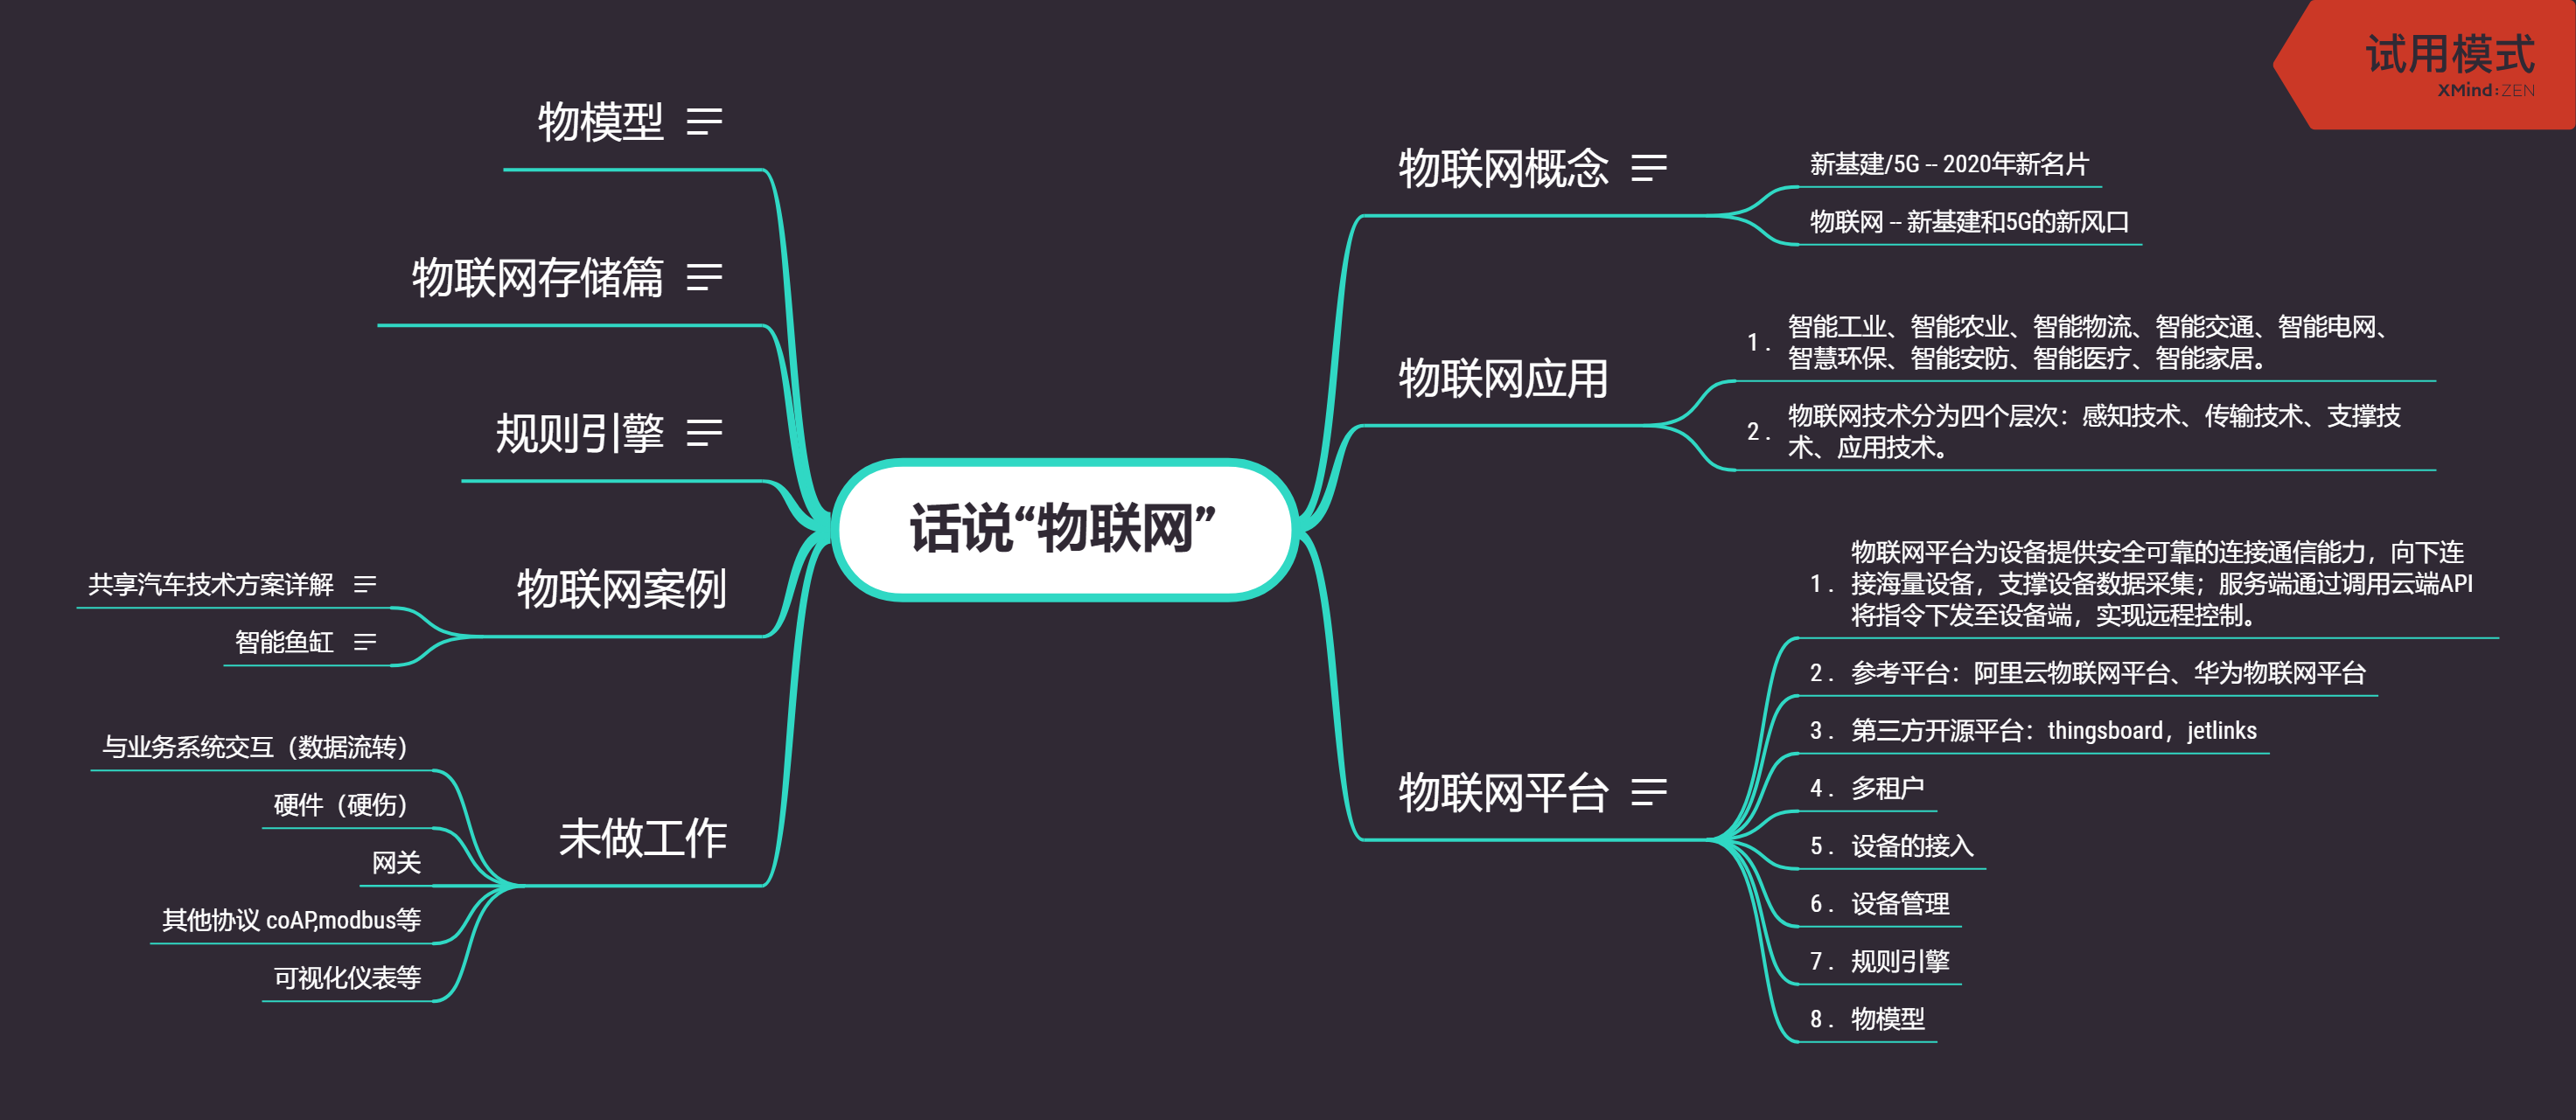 试用模式
XMind:ZEN
话说“物联网”
物联网概念
新基建/5G -- 2020年新名片
物联网 -- 新基建和5G的新风口
物联网应用
1. 智能工业、智能农业、智能物流、智能交通、智能电网、
智慧环保、智能安防、智能医疗、智能家居。
2. 物联网技术分为四个层次：感知技术、传输技术、支撑技
术、应用技术。
物联网平台
1. 物联网平台为设备提供安全可靠的连接通信能力，向下连
接海量设备，支撑设备数据采集；服务端通过调用云端API
将指令下发至设备端，实现远程控制。
2. 参考平台：阿里云物联网平台、华为物联网平台
3. 第三方开源平台：thingsboard，jetlinks
4. 多租户
5. 设备的接入
6. 设备管理
7. 规则引擎
8. 物模型
物模型
物联网存储篇
规则引擎
物联网案例
共享汽车技术方案详解
智能鱼缸
未做工作
与业务系统交互（数据流转）
硬件（硬伤）
网关
其他协议 coAP,modbus等
可视化仪表等